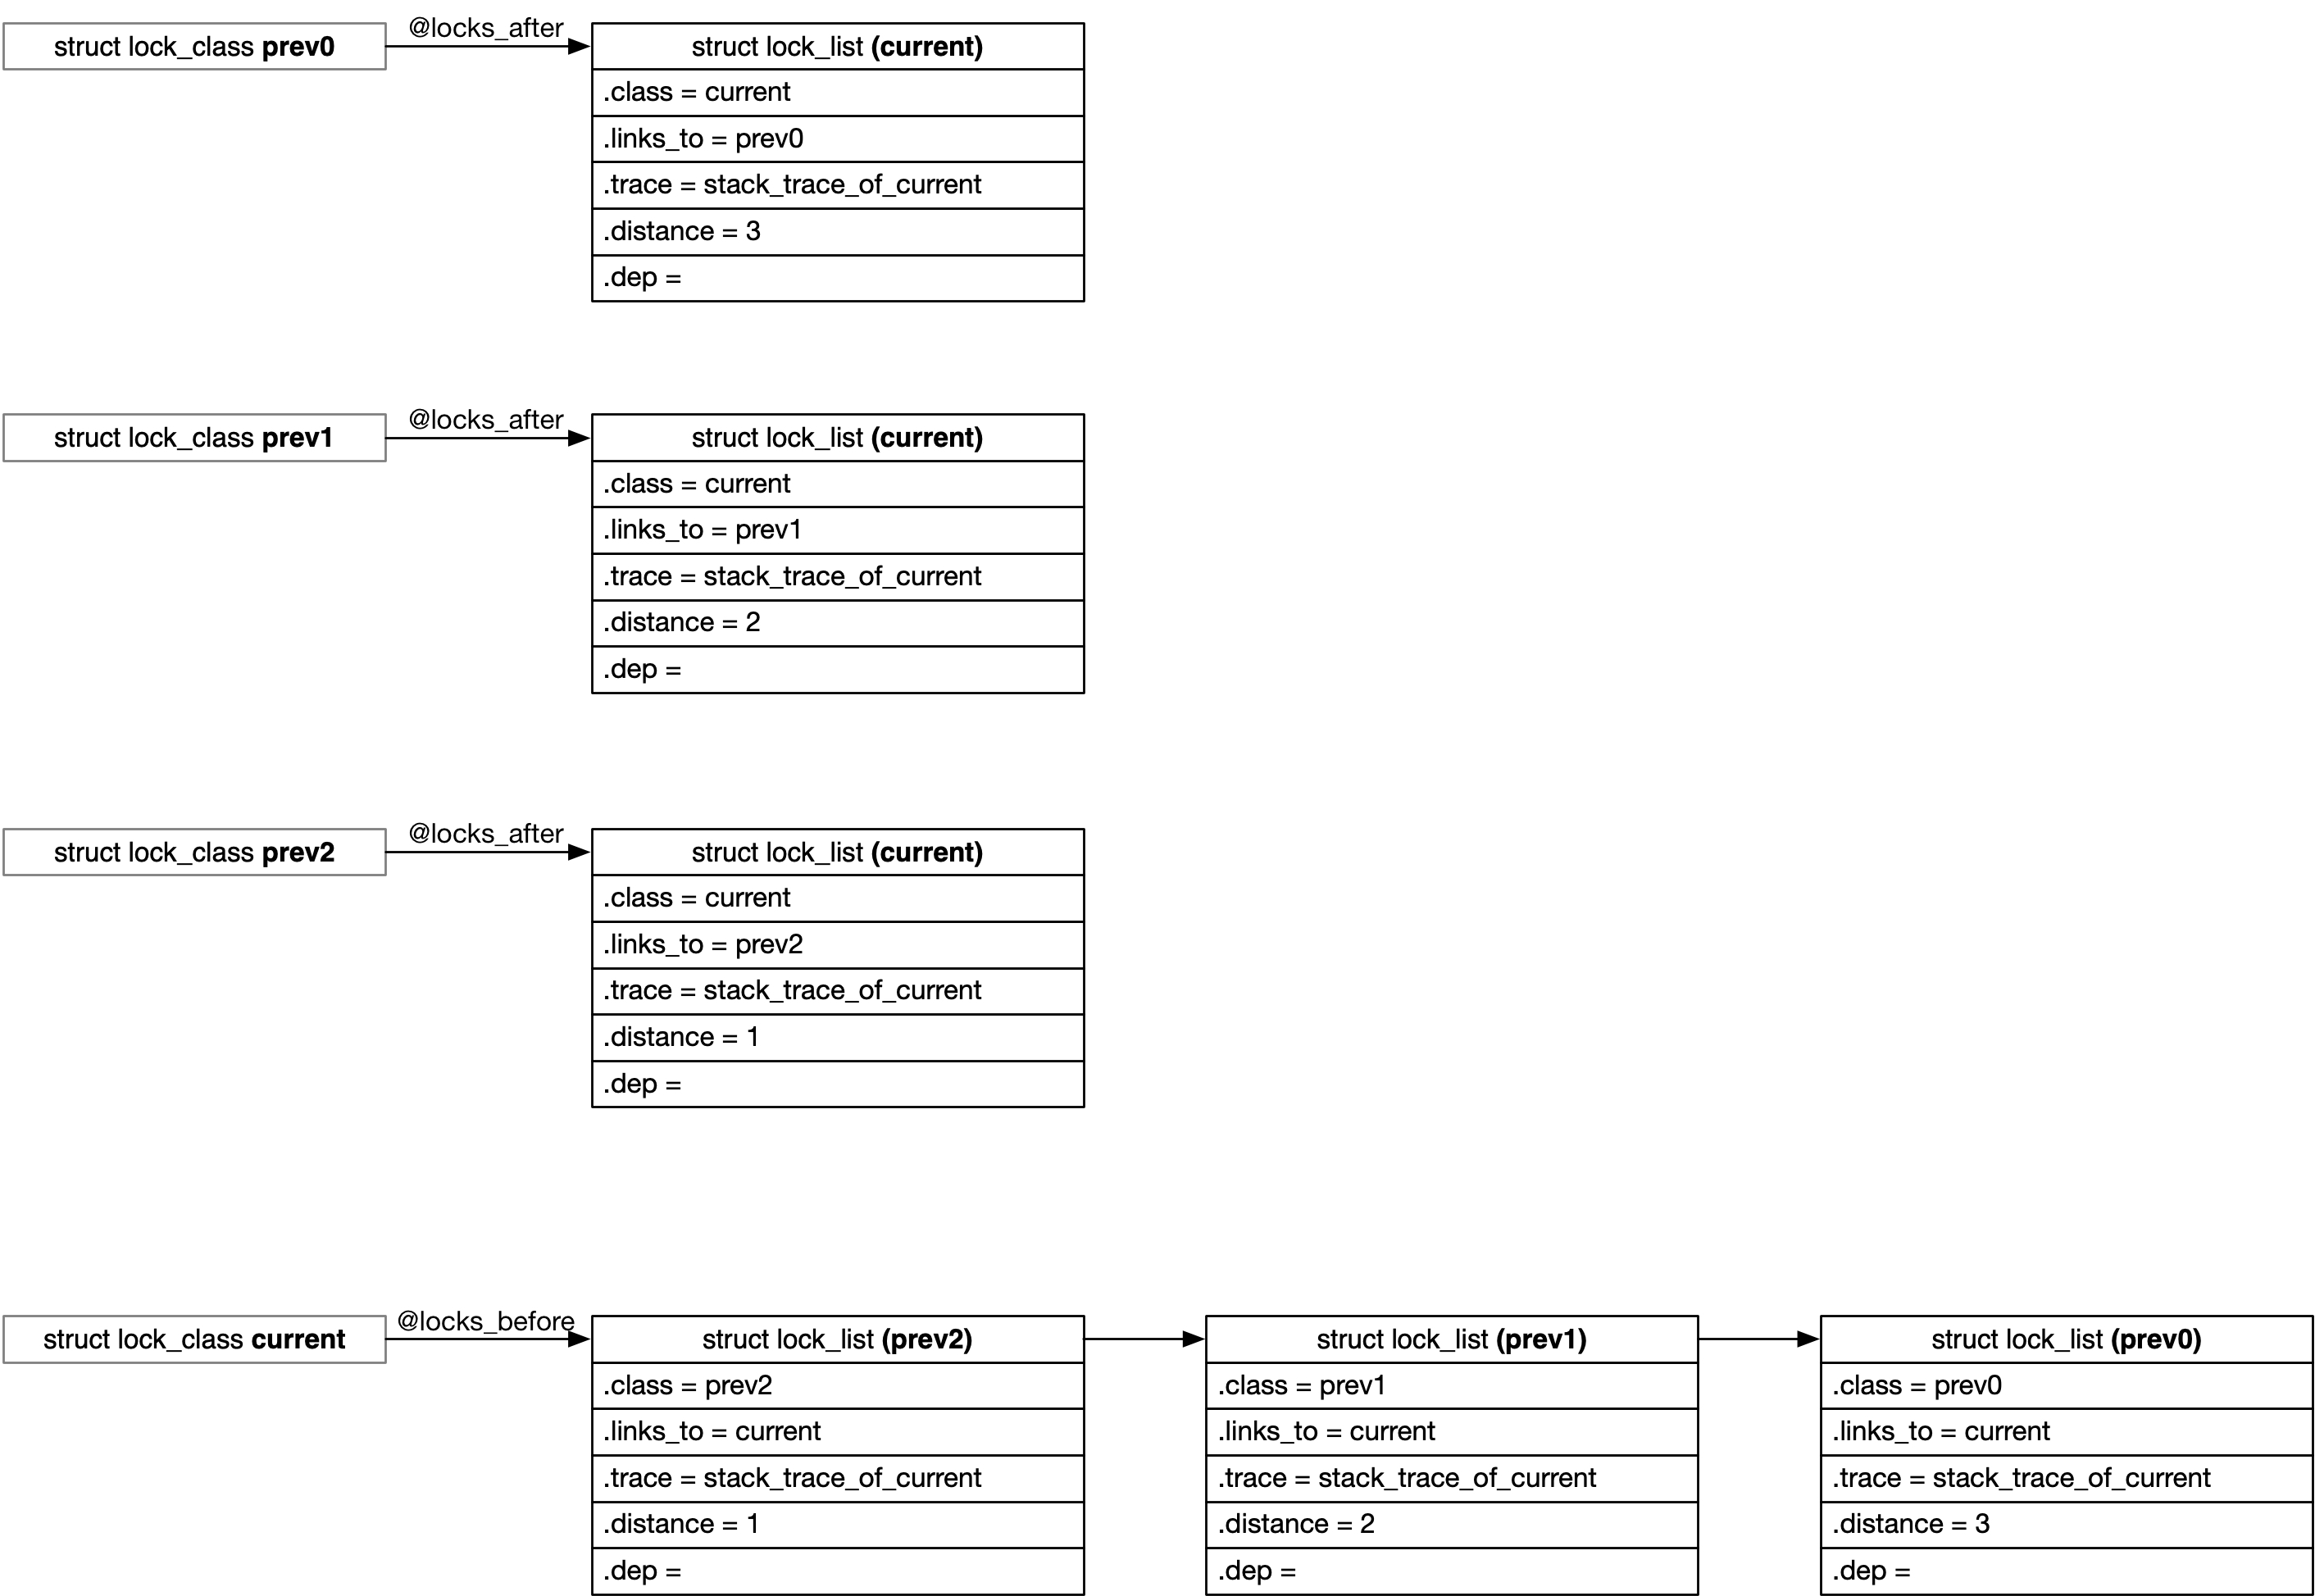 struct lock_class prev0
@locks_after
struct lock_list (current)
.class = current
.links_to = prev0
.trace = stack_trace_of_current
.distance = 3
.dep =
struct lock_class prev1
@locks_after
struct lock_list (current)
.class = current
.links_to = prev1
.trace = stack_trace_of_current
.distance = 2
.dep =
struct lock_class prev2
@locks_after
struct lock_list (current)
.class = current
.links_to = prev2
.trace = stack_trace_of_current
.distance = 1
.dep =
struct lock_class current
@locks_before
struct lock_list (prev2)
.class = prev2
.links_to = current
.trace = stack_trace_of_current
.distance = 1
.dep =
struct lock_list (prev1)
.class = prev1
.links_to = current
.trace = stack_trace_of_current
.distance = 2
.dep =
struct lock_list (prev0)
.class = prev0
.links_to = current
.trace = stack_trace_of_current
.distance = 3
.dep =